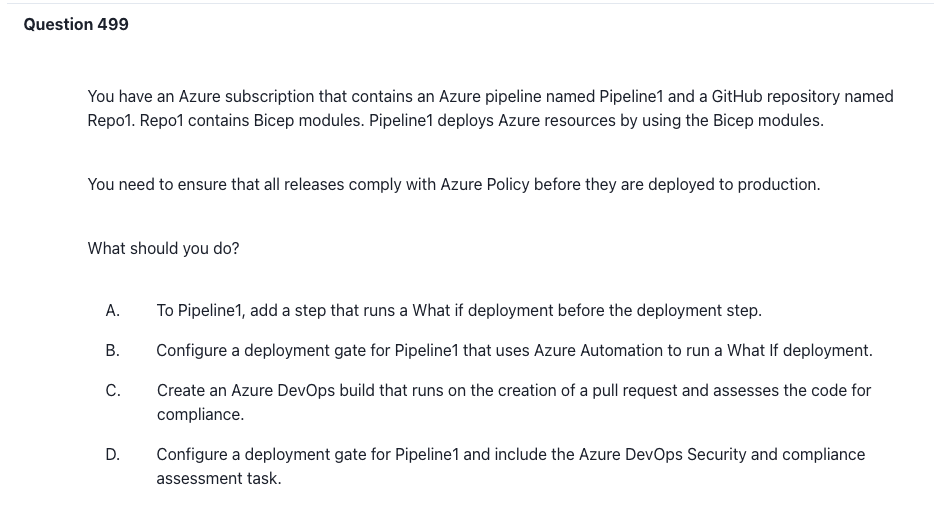 Question 499
You have an Azure subscription that contains an Azure pipeline named Pipeline1 and a GitHub repository named
Repo1. Repo1 contains Bicep modules. Pipeline1 deploys Azure resources by using the Bicep modules.
You need to ensure that all releases comply with Azure Policy before they are deployed to production.
What should you do?
A. To Pipeline1, add a step that runs a What if deployment before the deployment step.
B. Configure a deployment gate for Pipeline1 that uses Azure Automation to run a What If deployment.
C. Create an Azure DevOps build that runs on the creation of a pull request and assesses the code for
compliance.
D. Configure a deployment gate for Pipeline1 and include the Azure DevOps Security and compliance
assessment task.